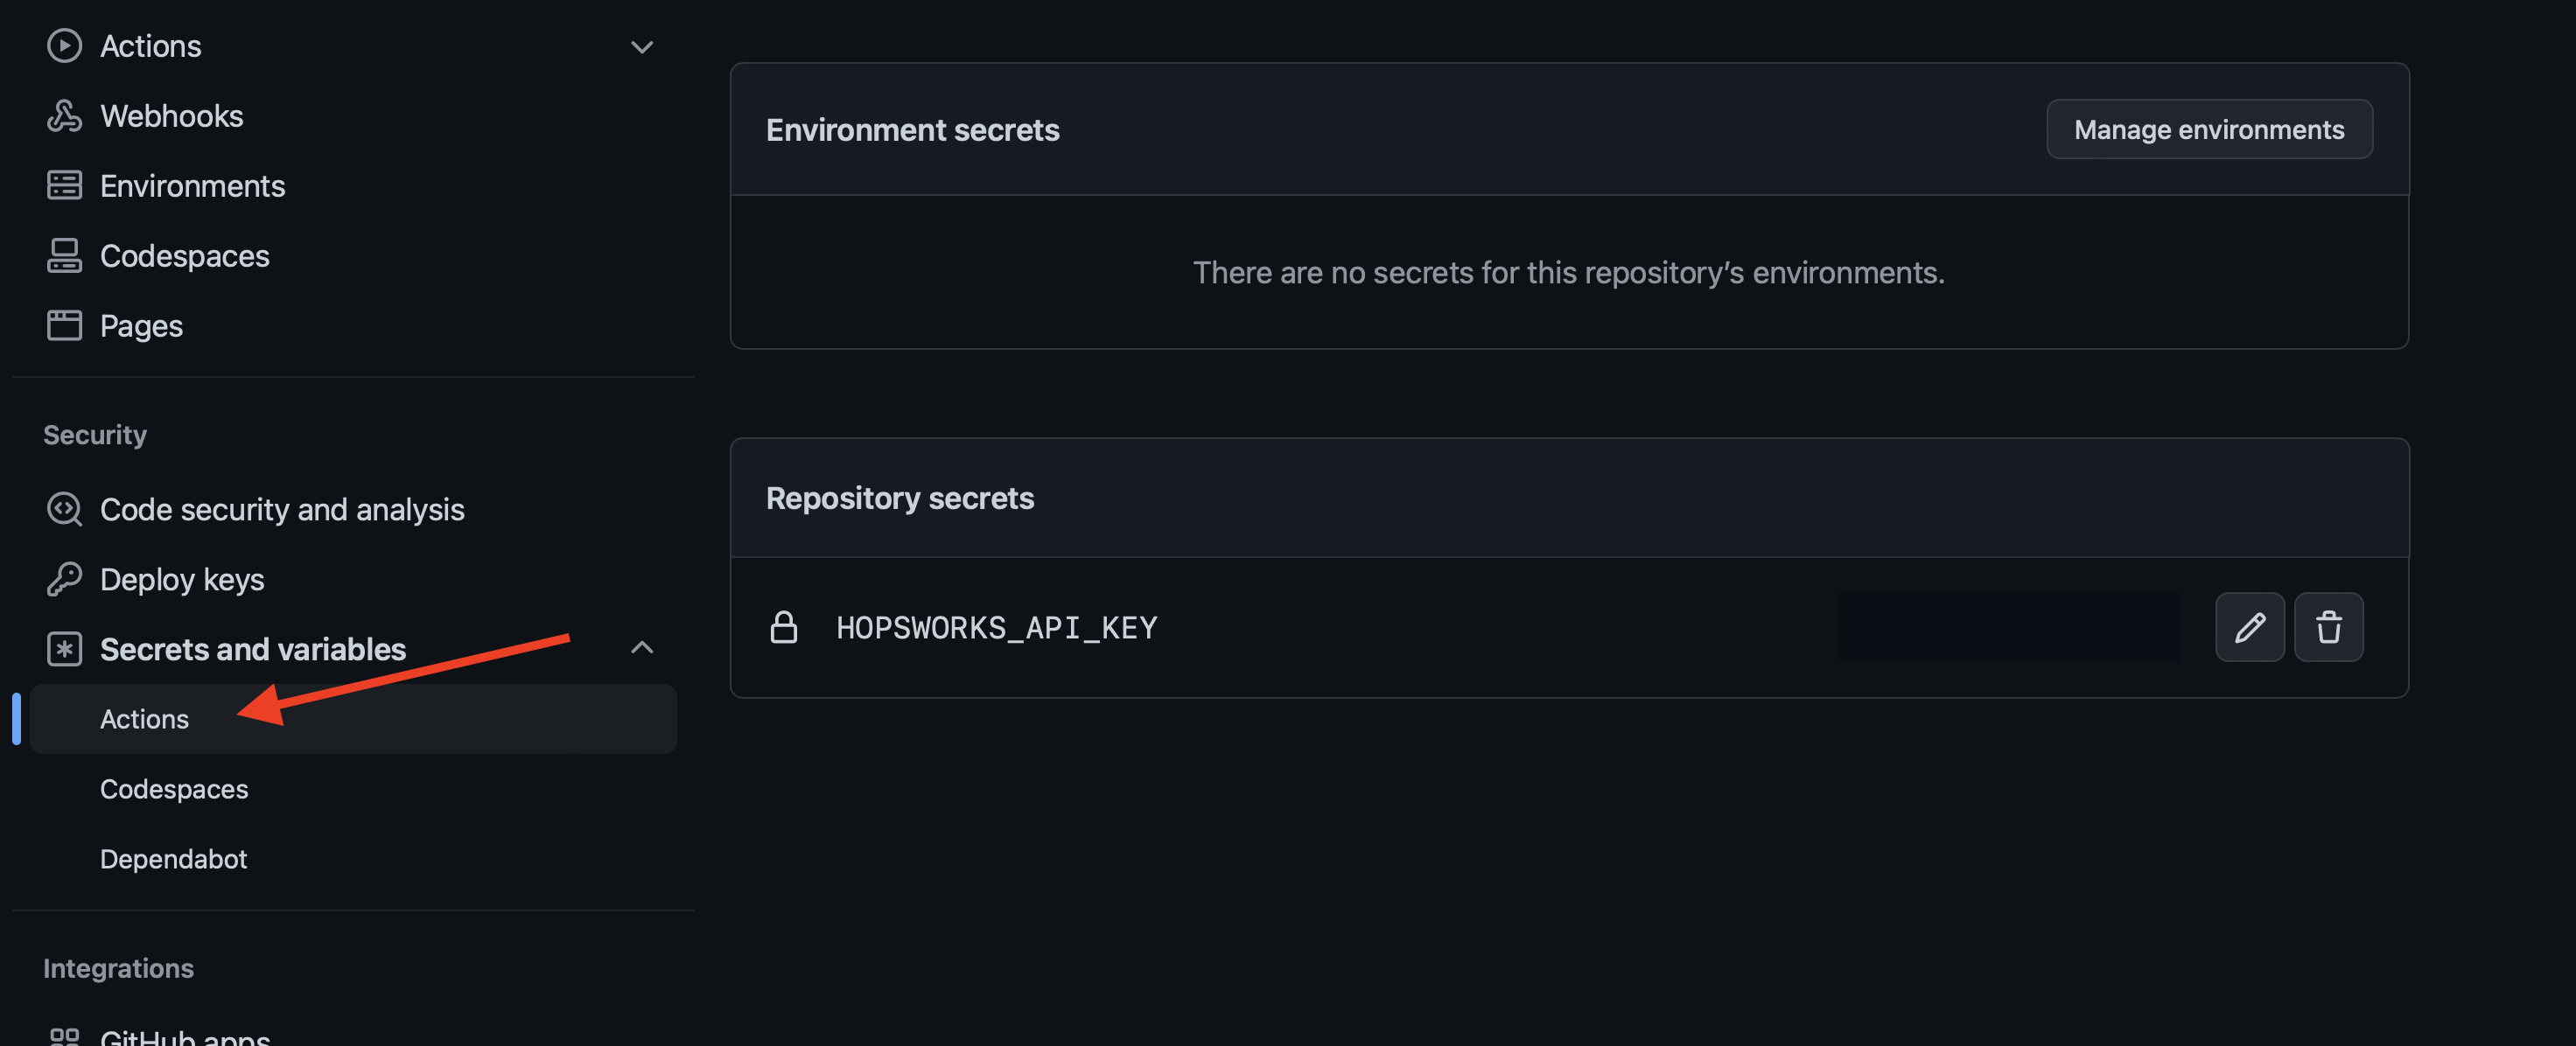 Actions
Webhooks
Environments
Codespaces
Pages
Security
Code security and analysis
Deploy keys
Secrets and variables
Actions
Codespaces
Dependabot
Integrations
GitHub apps
Environment secrets
Manage environments
There are no secrets for this repository’s environments.
Repository secrets
HOPSWORKS_API_KEY